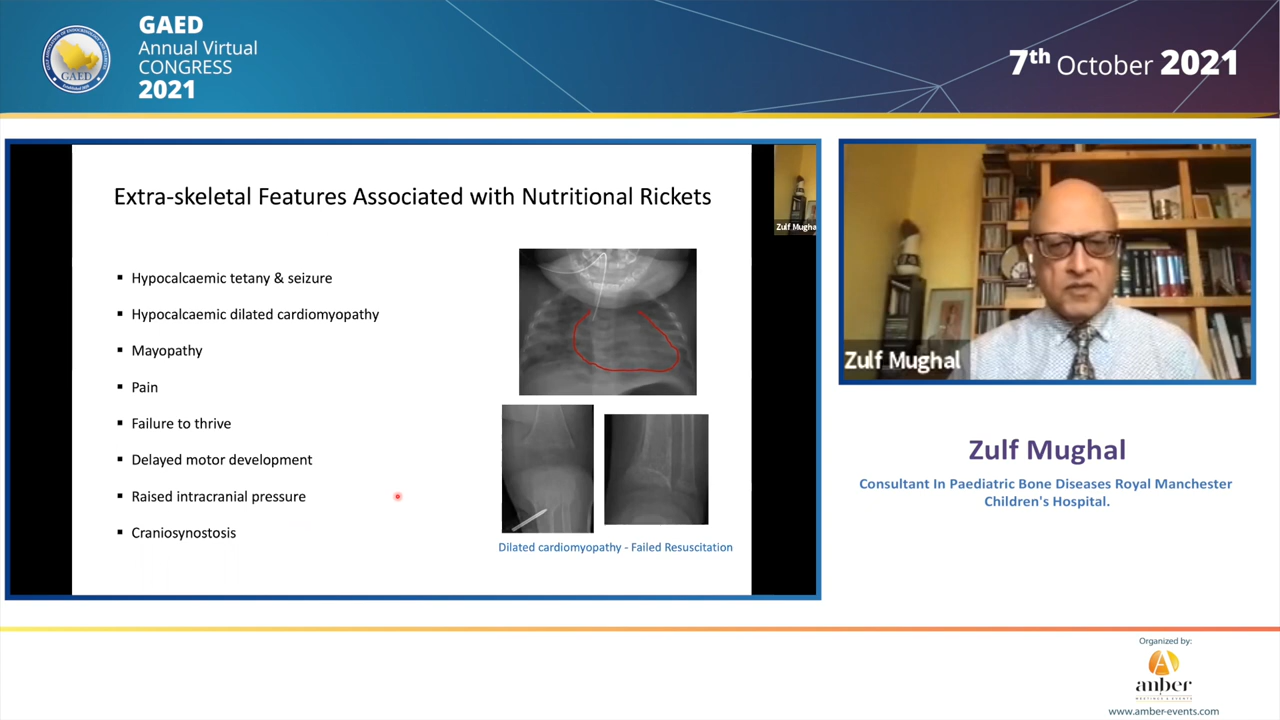 GAED
Annual Virtual
CONGRESS
2021
7th October 2021
GAED
Extra-skeletal Features Associated with Nutritional Rickets
▪ Hypocalcaemic tetany & seizure
▪ Hypocalcaemic dilated cardiomyopathy
▪ Mayopathy
▪ Pain
▪ Failure to thrive
▪ Delayed motor development
▪ Raised intracranial pressure
▪ Craniosynostosis
Dilated cardiomyopathy - Failed Resuscitation
Zulf Mugha
Zulf Mughal
Zulf Mughal
Consultant In Paediatric Bone Diseases Royal Manchester
Children's Hospital.
Organized by:
anber
www.amber-events.com